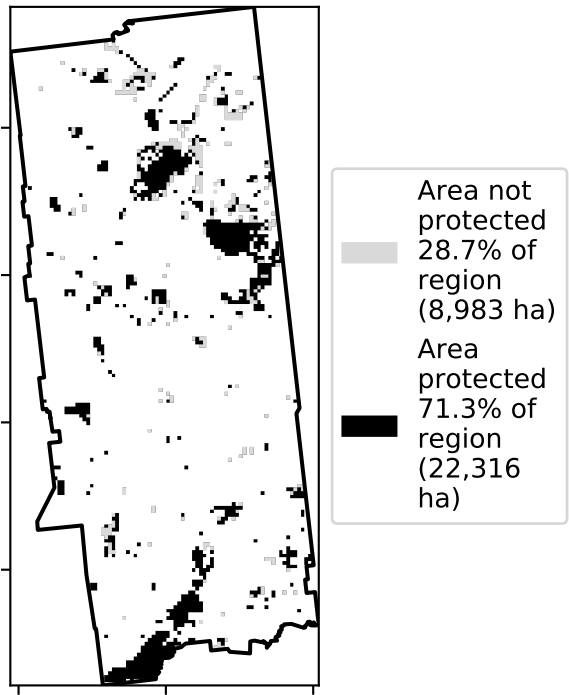 Area not
protected
28.7% of
region
(8,983 ha)
Area
protected
71.3% of
region
(22,316
ha)